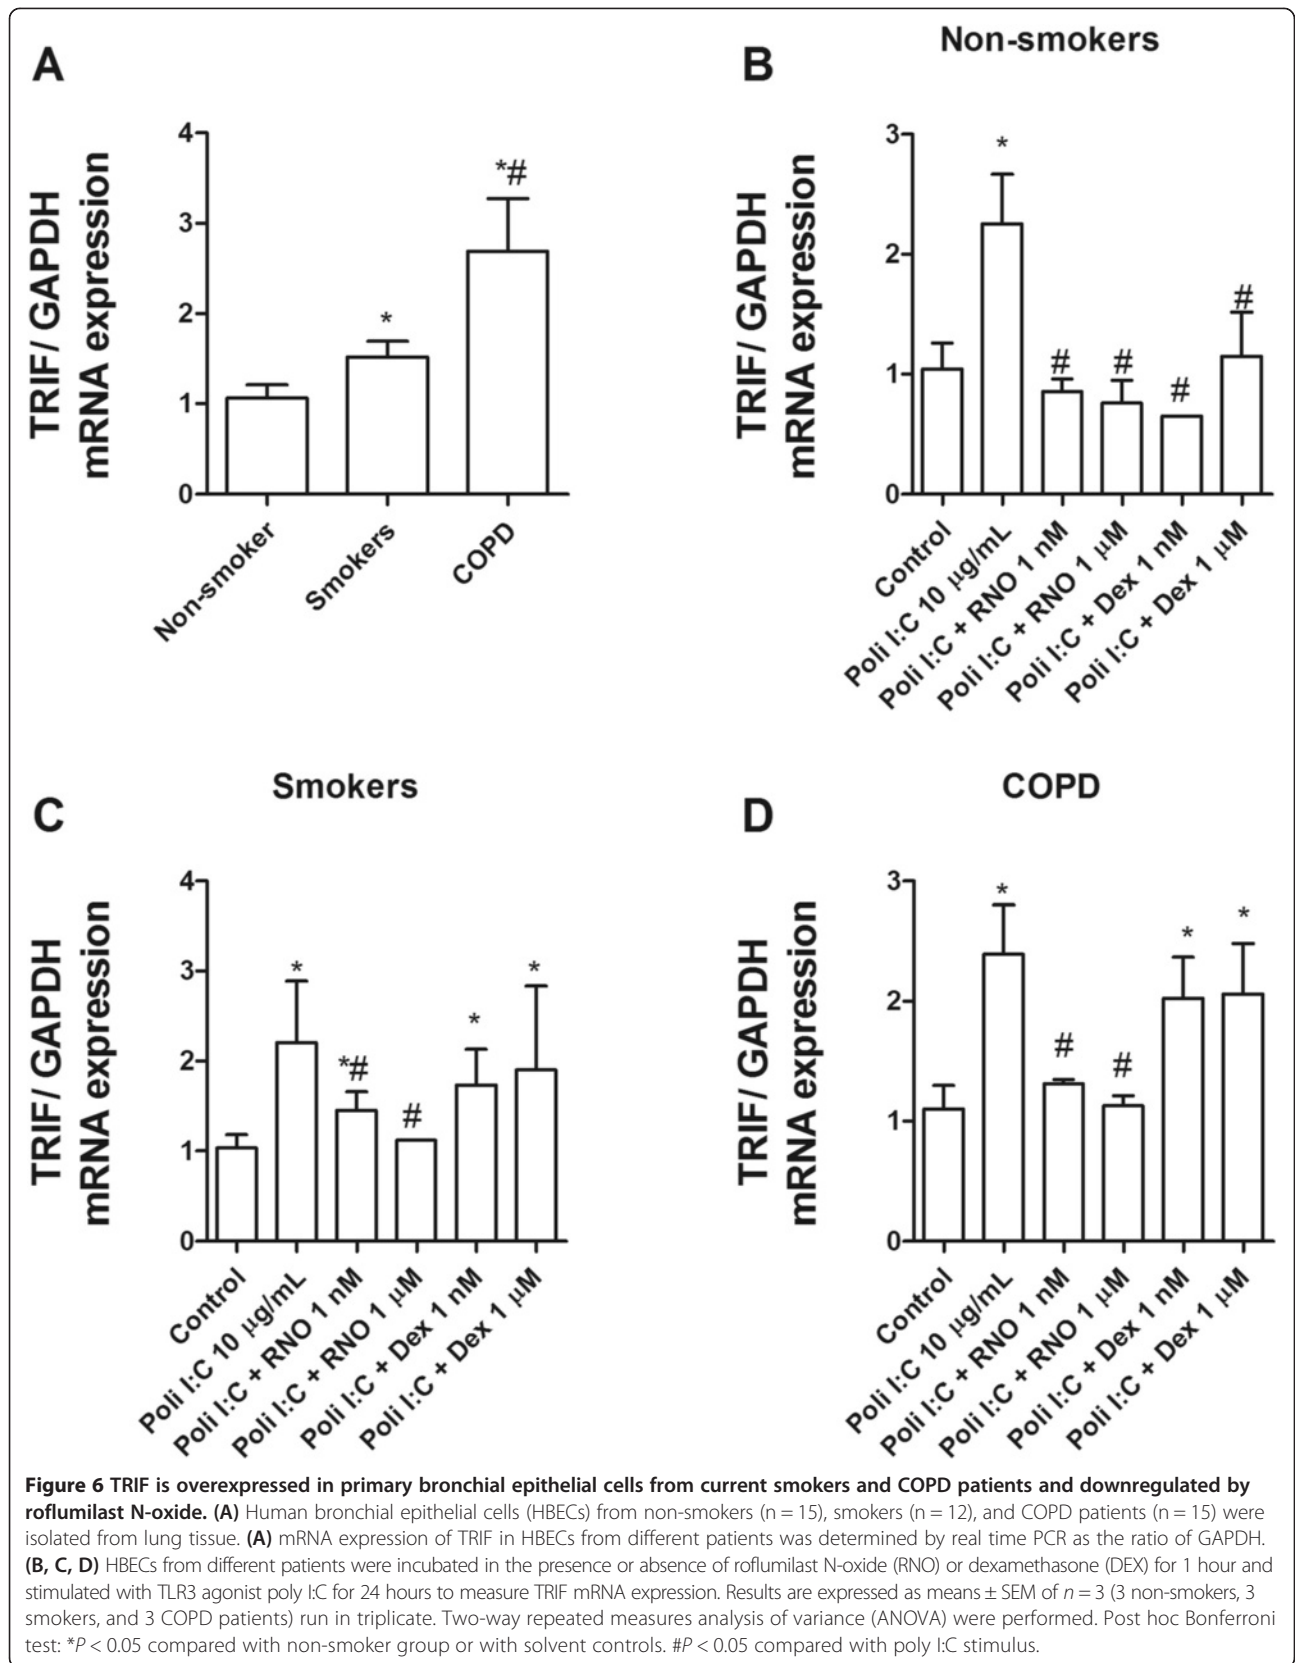 A
TRIF/ GAPDH
mRNA expression
4
3
2
1
0
*
*#
Non-smoker
Smokers
COPD
B
Non-smokers
TRIF/ GAPDH
mRNA expression
3
2
1
0
*
#
#
#
#
Control
Poli I:C 10 μg/mL
Poli I:C + RNO 1 nM
Poli I:C + RNO 1 μM
Poli I:C + Dex 1 nM
Poli I:C + Dex 1 μM
C
Smokers
TRIF/ GAPDH
mRNA expression
4
3
2
1
0
*
*#
#
*
*
Control
Poli I:C 10 μg/mL
Poli I:C + RNO 1 nM
Poli I:C + RNO 1 μM
Poli I:C + Dex 1 nM
Poli I:C + Dex 1 μM
D
COPD
TRIF/ GAPDH
mRNA expression
3
2
1
0
*
#
#
*
*
Control
Poli I:C 10 μg/mL
Poli I:C + RNO 1 nM
Poli I:C + RNO 1 μM
Poli I:C + Dex 1 nM
Poli I:C + Dex 1 μM
Figure 6 TRIF is overexpressed in primary bronchial epithelial cells from current smokers and COPD patients and downregulated by
roflumilast N-oxide. (A) Human bronchial epithelial cells (HBECs) from non-smokers (n = 15), smokers (n = 12), and COPD patients (n = 15) were
isolated from lung tissue. (A) mRNA expression of TRIF in HBECs from different patients was determined by real time PCR as the ratio of GAPDH.
(B, C, D) HBECs from different patients were incubated in the presence or absence of roflumilast N-oxide (RNO) or dexamethasone (DEX) for 1 hour and
stimulated with TLR3 agonist poly I:C for 24 hours to measure TRIF mRNA expression. Results are expressed as means ± SEM of n = 3 (3 non-smokers, 3
smokers, and 3 COPD patients) run in triplicate. Two-way repeated measures analysis of variance (ANOVA) were performed. Post hoc Bonferroni
test: *P < 0.05 compared with non-smoker group or with solvent controls. #P < 0.05 compared with poly I:C stimulus.